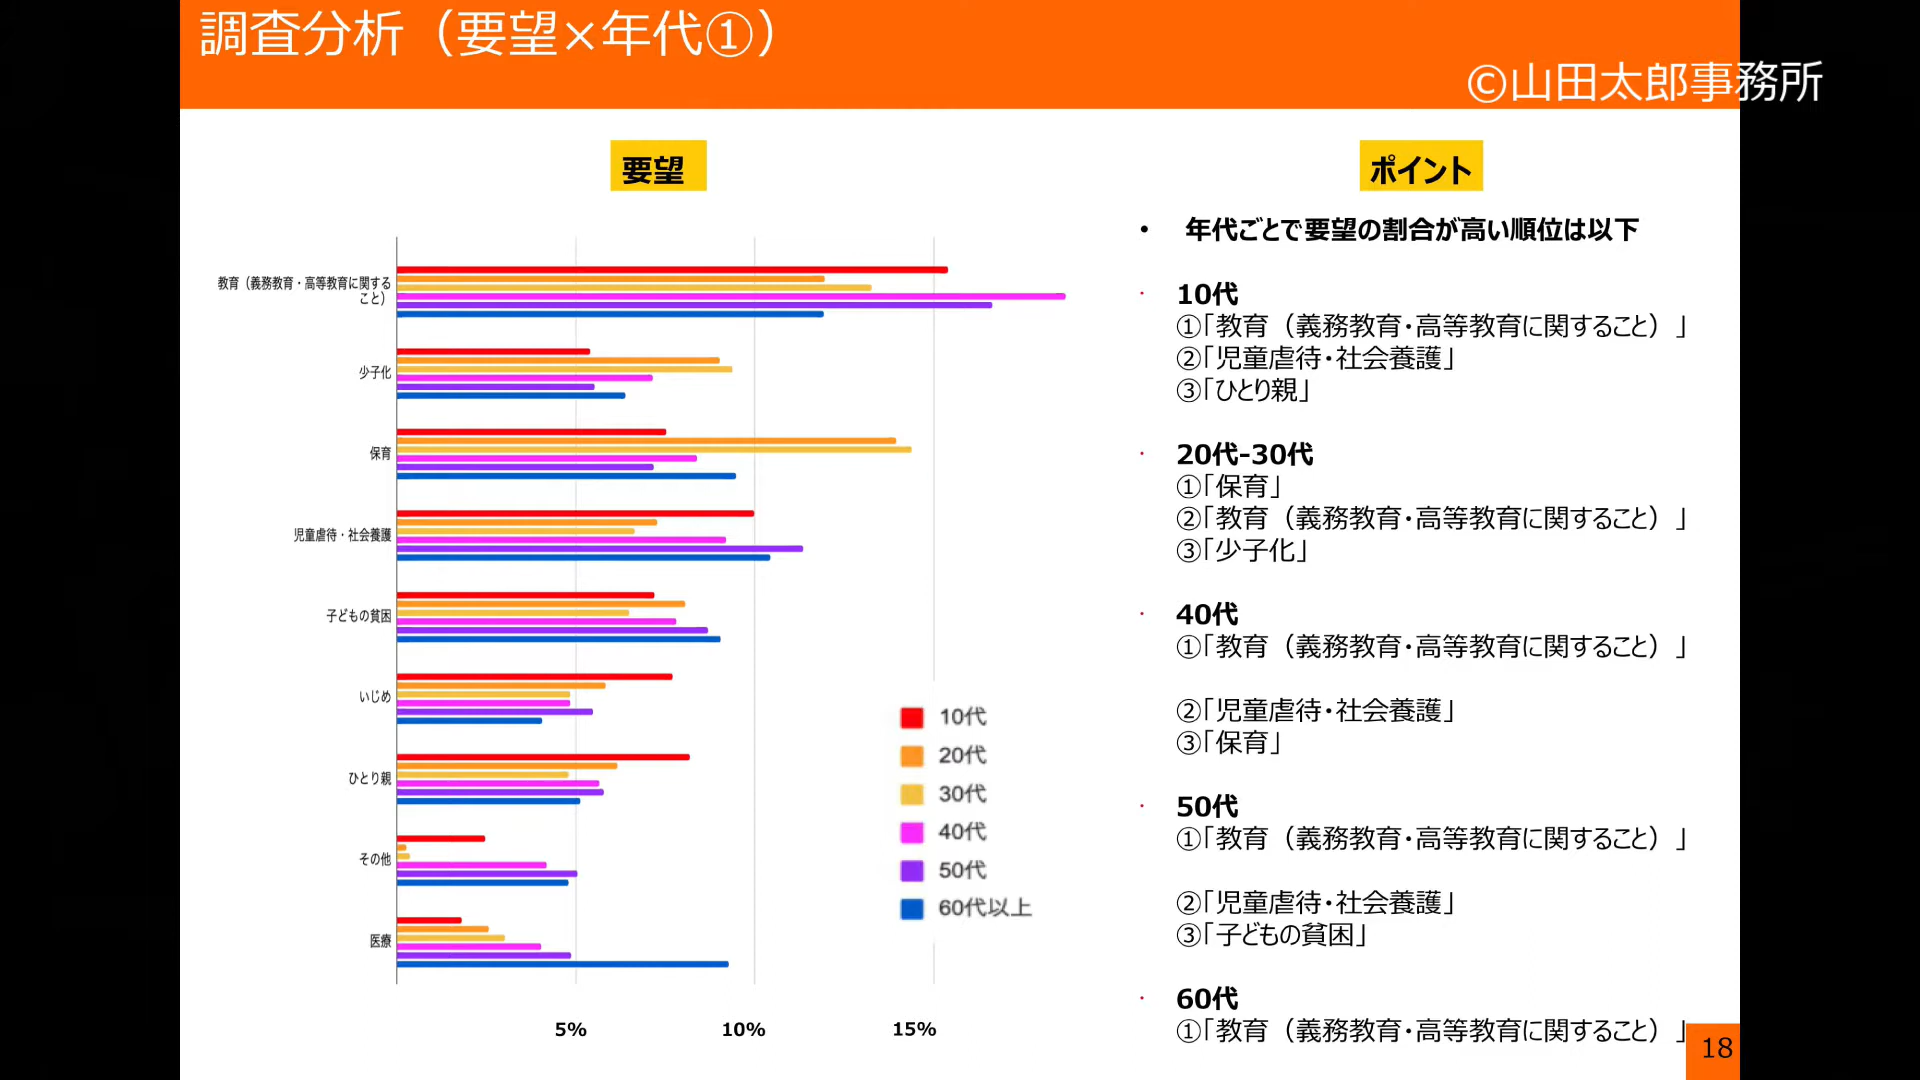 調査分析（要望×年代①）
©山田太郎事務所
要望
教育（義務教育・高等教育に関する
こと）
少子化
保育
児童虐待・社会養護
子どもの貧困
いじめ
ひとり親
その他
医療
5%
10%
15%
10代
20代
30代
40代
50代
60代以上
ポイント
• 年代ごとで要望の割合が高い順位は以下
・ 10代
①「教育（義務教育・高等教育に関すること）」
②「児童虐待・社会養護」
③「ひとり親」
・ 20代-30代
①「保育」
②「教育（義務教育・高等教育に関すること）」
③「少子化」
・ 40代
①「教育（義務教育・高等教育に関すること）」
②「児童虐待・社会養護」
③「保育」
・ 50代
①「教育（義務教育・高等教育に関すること）」
②「児童虐待・社会養護」
③「子どもの貧困」
・ 60代
①「教育（義務教育・高等教育に関すること）」
18